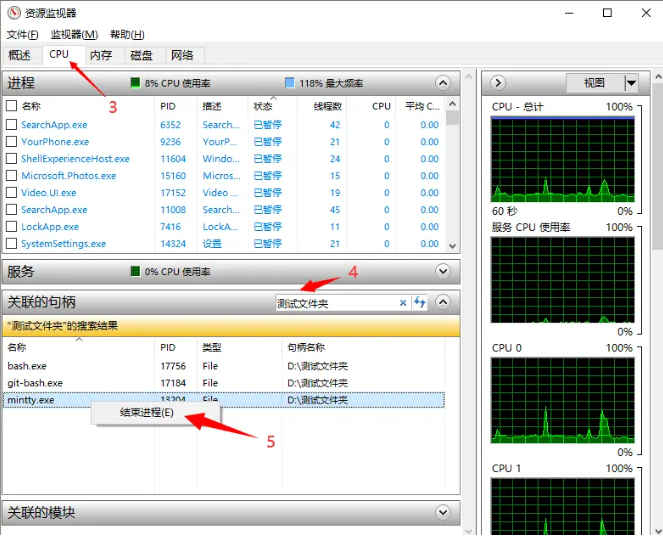 资源监视器
文件(F) 监视器(M) 帮助(H)
概述 CPU 内存 磁盘 网络
3
进程 8% CPU 使用率 118% 最大频率
名称 PID 描述 状态 线程数 CPU 平均 C...
SearchApp.exe 6352 Search... 已暂停 42 0 0.00
YourPhone.exe 9236 YourP... 已暂停 21 0 0.00
ShellExperienceHost.exe 11604 Windo... 已暂停 24 0 0.00
Microsoft.Photos.exe 15160 Micros... 已暂停 15 0 0.00
Video.UI.exe 17152 Video ... 已暂停 19 0 0.00
SearchApp.exe 11008 Search... 已暂停 45 0 0.00
LockApp.exe 7416 LockA... 已暂停 11 0 0.00
SystemSettings.exe 14324 设置 已暂停 21 0 0.00
服务 0% CPU 使用率
4
关联的句柄 测试文件夹
"测试文件夹"的搜索结果
名称 PID 类型 句柄名称
bash.exe 17756 File D:\测试文件夹
git-bash.exe 17184 File D:\测试文件夹
mintty.exe 13204 File D:\测试文件夹
结束进程(E)
5
关联的模块
视图
CPU - 总计 100%
60 秒 0%
服务 CPU 使用率 100%
0%
CPU 0 100%
0%
CPU 1 100%